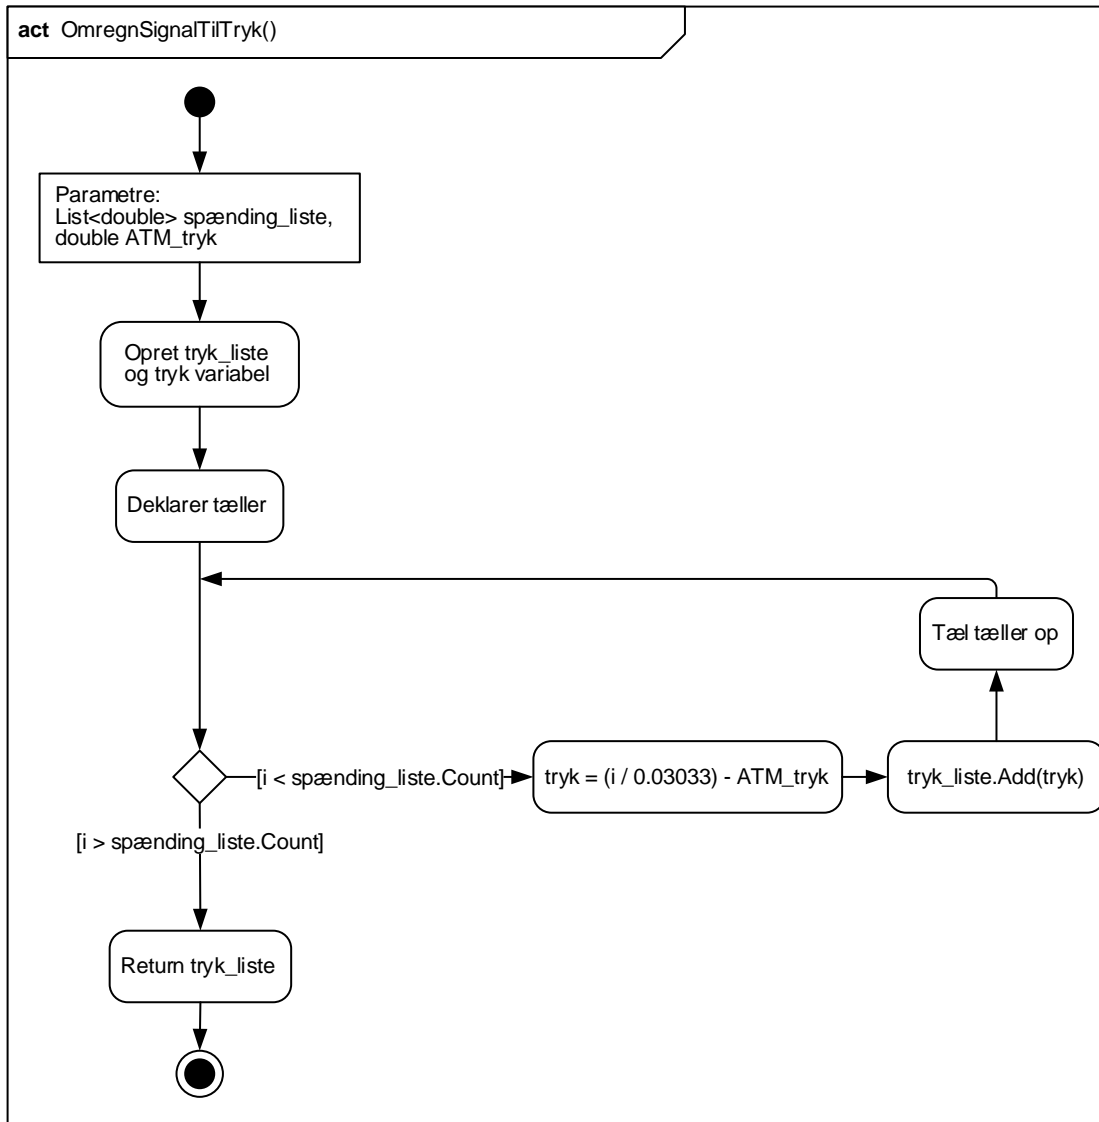 act OmregnSignalTilTryk()
Parametre:
List<double> spænding_liste,
double ATM_tryk
Opret tryk_liste
og tryk variabel
Deklarer tæller
Tæl tæller op
[i < spænding_liste.Count]
tryk = (i / 0.03033) - ATM_tryk
tryk_liste.Add(tryk)
[i > spænding_liste.Count]
Return tryk_liste